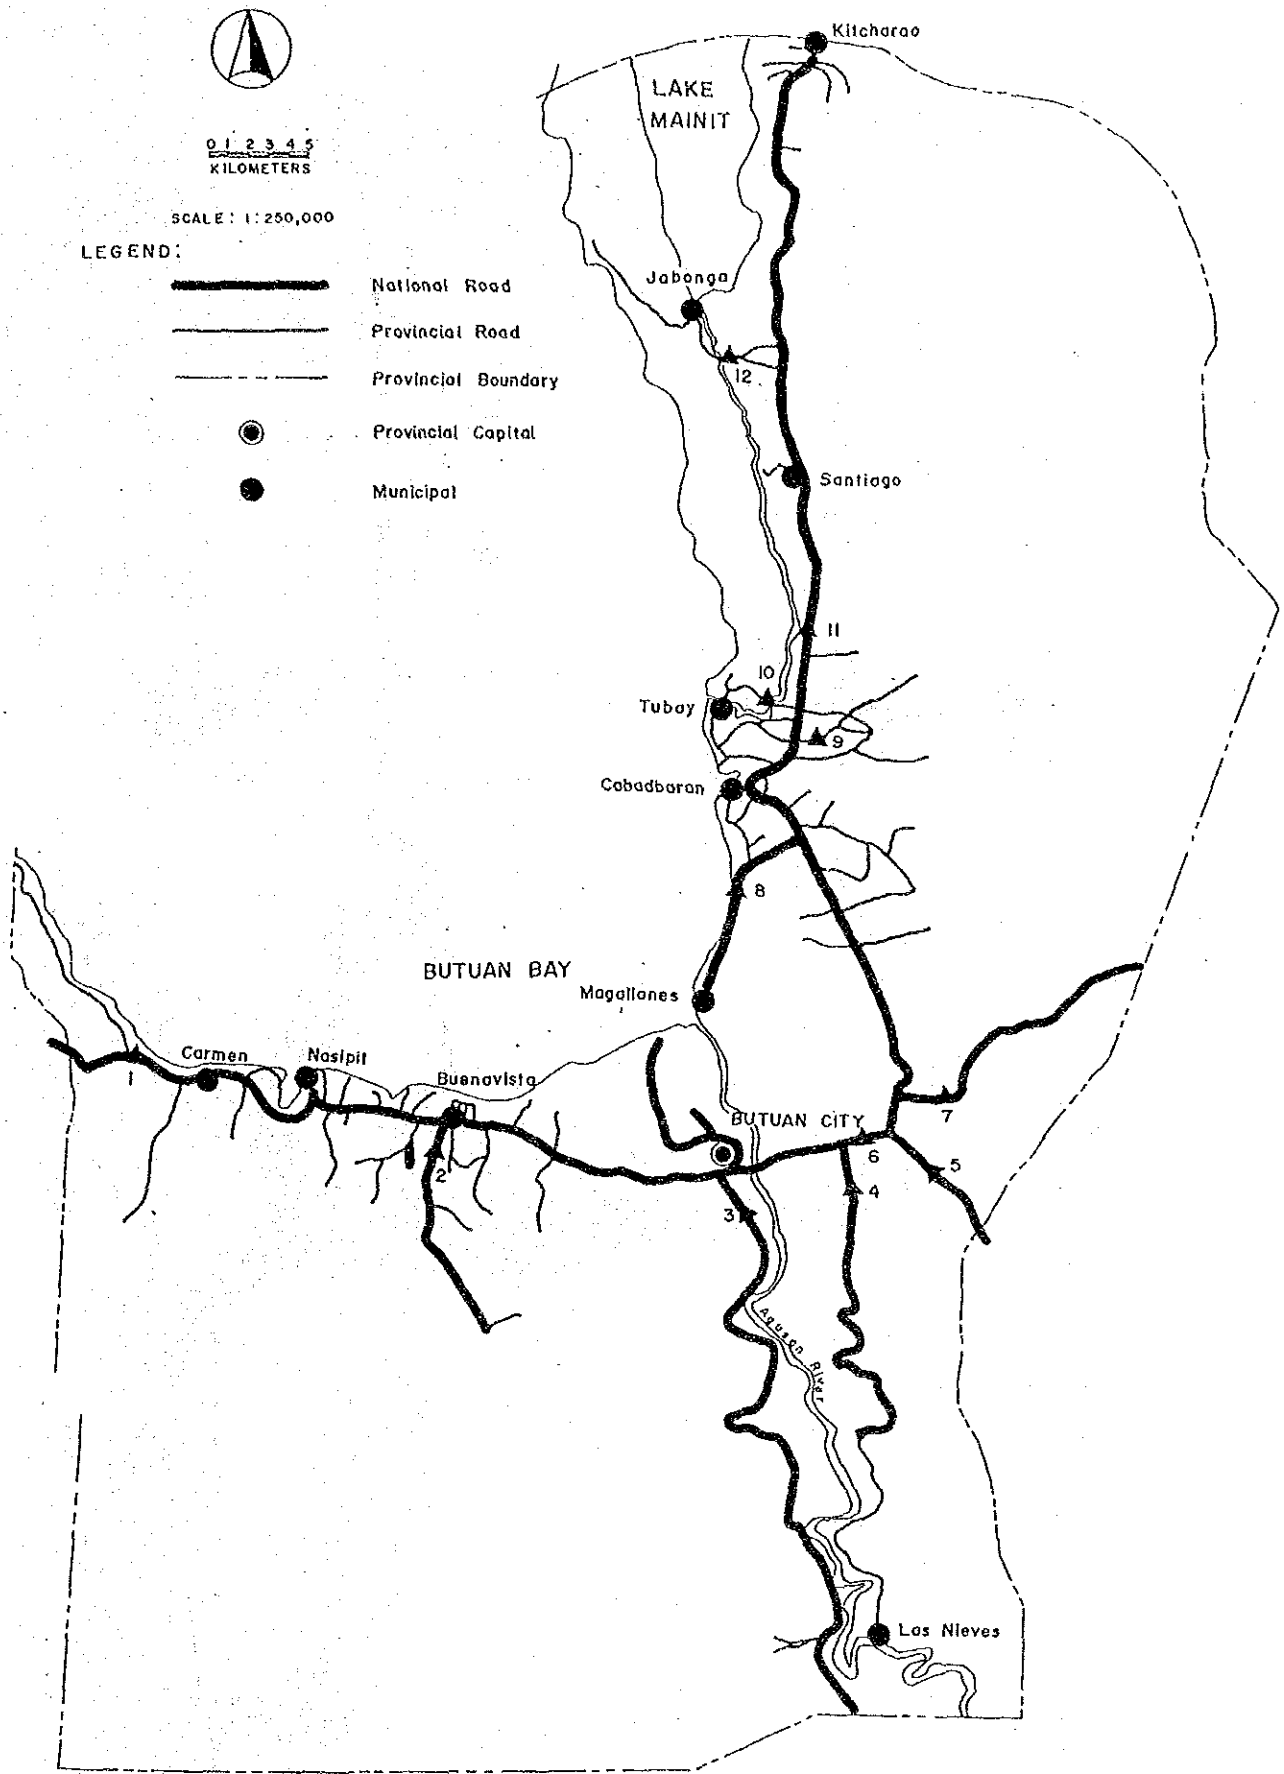 Kitcharao
LAKE
MAINIT
0 1 2 3 4 5
KILOMETERS
SCALE: 1:250,000
LEGEND:
National Road
Provincial Road
Provincial Boundary
Provincial Capital
Municipal
Jabonga
12
Santiago
11
10
Tubay
9
Cabadbaran
8
BUTUAN BAY
Magallanes
Carmen
Nasipit
Buenavista
1
BUTUAN CITY
7
6
5
2
4
3
Agusan River
Las Nieves